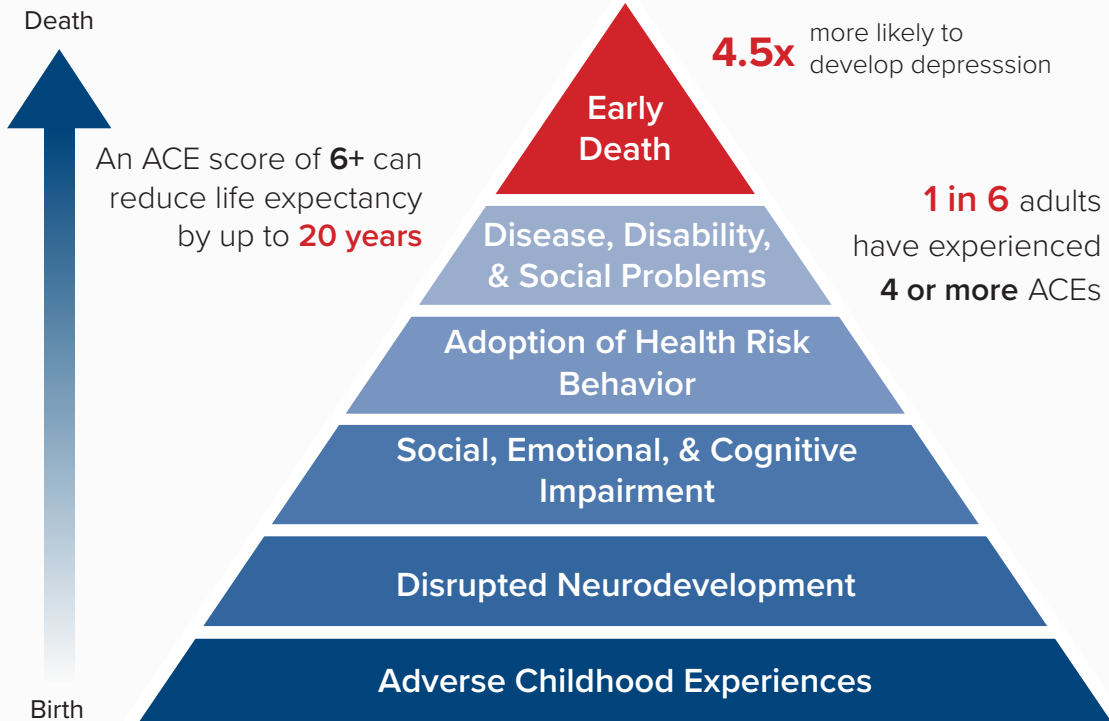 Death
4.5x more likely to
develop depresssion
An ACE score of 6+ can
reduce life expectancy
by up to 20 years
1 in 6 adults
have experienced
4 or more ACEs
Early
Death
Disease, Disability,
& Social Problems
Adoption of Health Risk
Behavior
Social, Emotional, & Cognitive
Impairment
Disrupted Neurodevelopment
Adverse Childhood Experiences
Birth